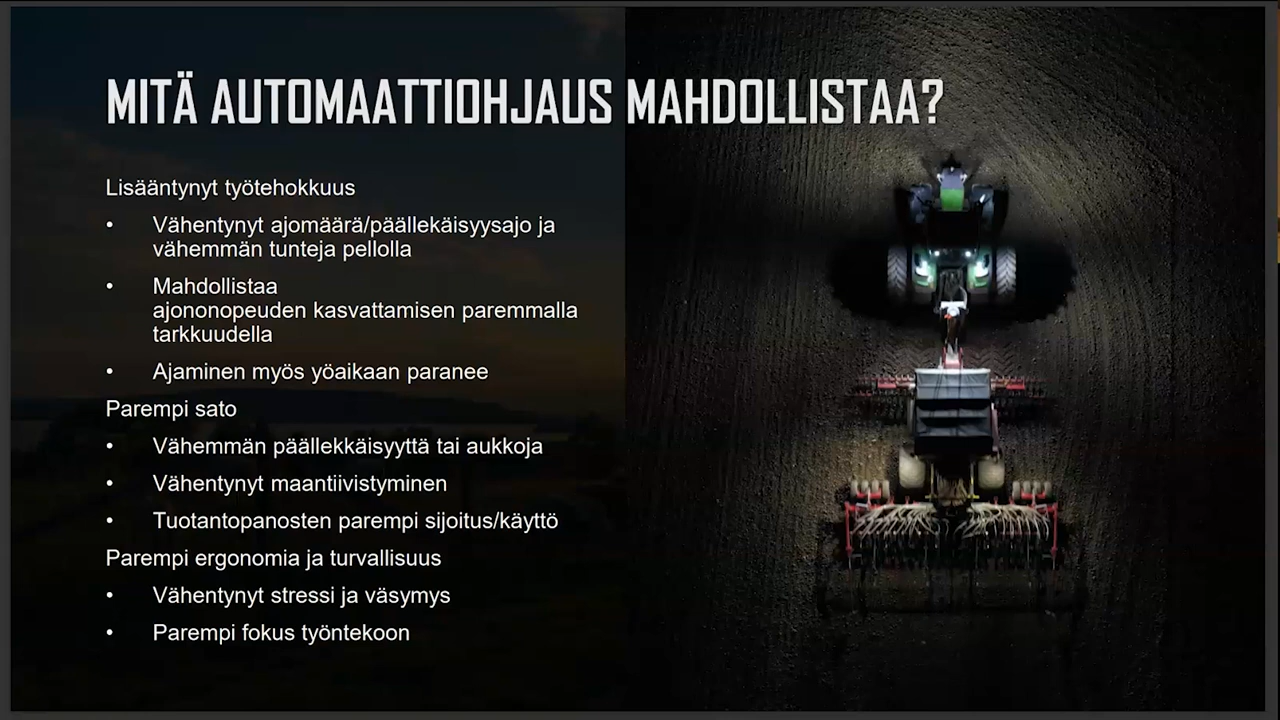 MITÄ AUTOMAATTIOHJAUS MAHDOLLISTAA?
Lisääntynyt työtehokkuus
• Vähentynyt ajomäärä/päällekäisyysajo ja
vähemmän tunteja pellolla
• Mahdollistaa
ajononopeuden kasvattamisen paremmalla
tarkkuudella
• Ajaminen myös yöaikaan paranee
Parempi sato
• Vähemmän päällekkäisyyttä tai aukkoja
• Vähentynyt maantiivistyminen
• Tuotantopanosten parempi sijoitus/käyttö
Parempi ergonomia ja turvallisuus
• Vähentynyt stressi ja väsymys
• Parempi fokus työntekoon